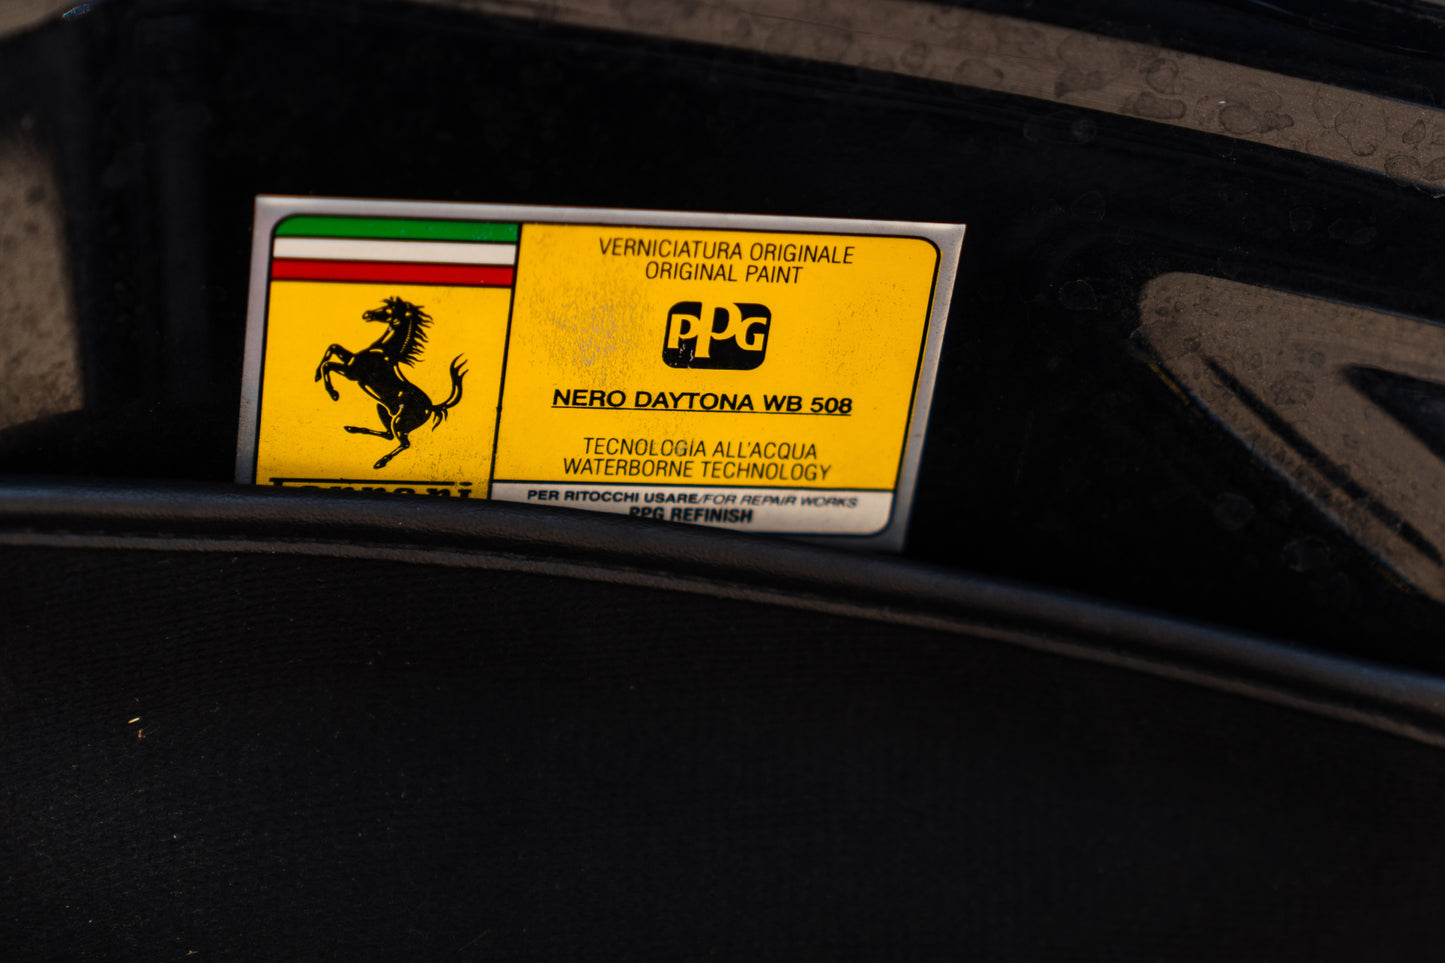 VERNICIATURA ORIGINALE
ORIGINAL PAINT
PPG
NERO DAYTONA WB 508
TECNOLOGIA ALL'ACQUA
WATERBORNE TECHNOLOGY
PER RITOCCHI USARE/FOR REPAIR WORKS
PPG REFINISH
Ferrari